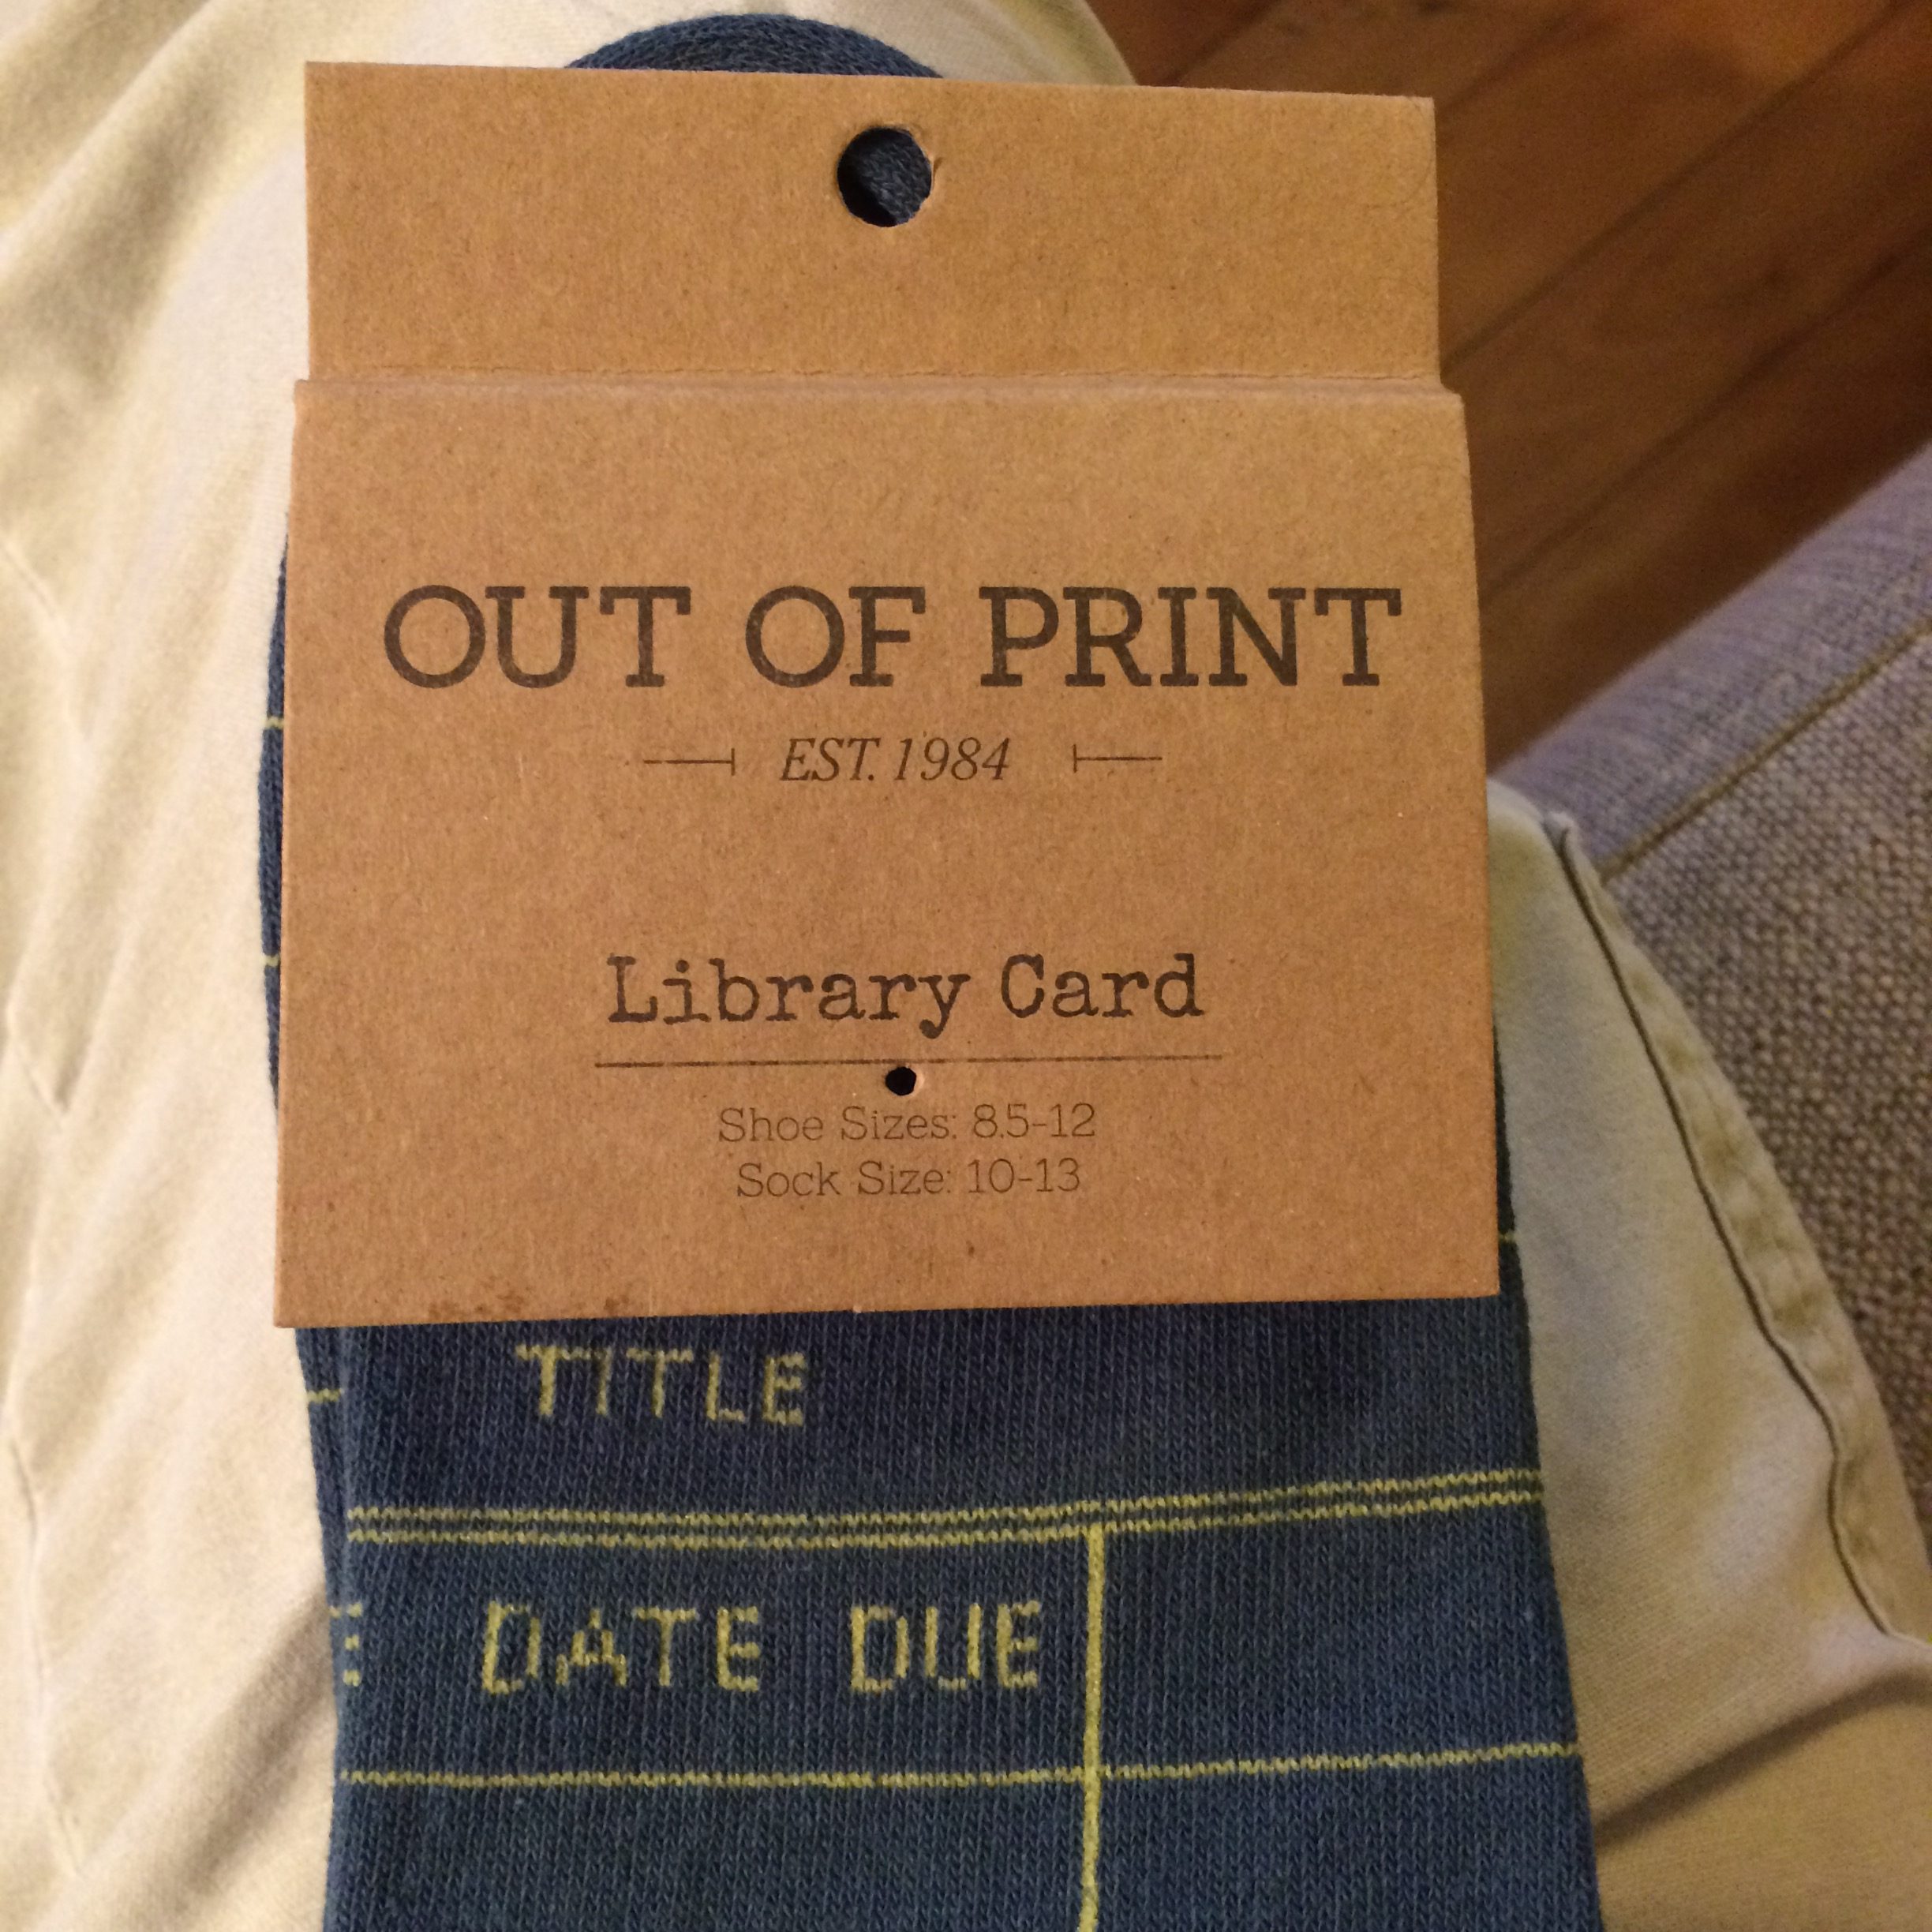 OUT OF PRINT
EST. 1984
Library Card
Shoe Sizes: 8.5-12
Sock Size: 10-13
TITLE
E DATE DUE